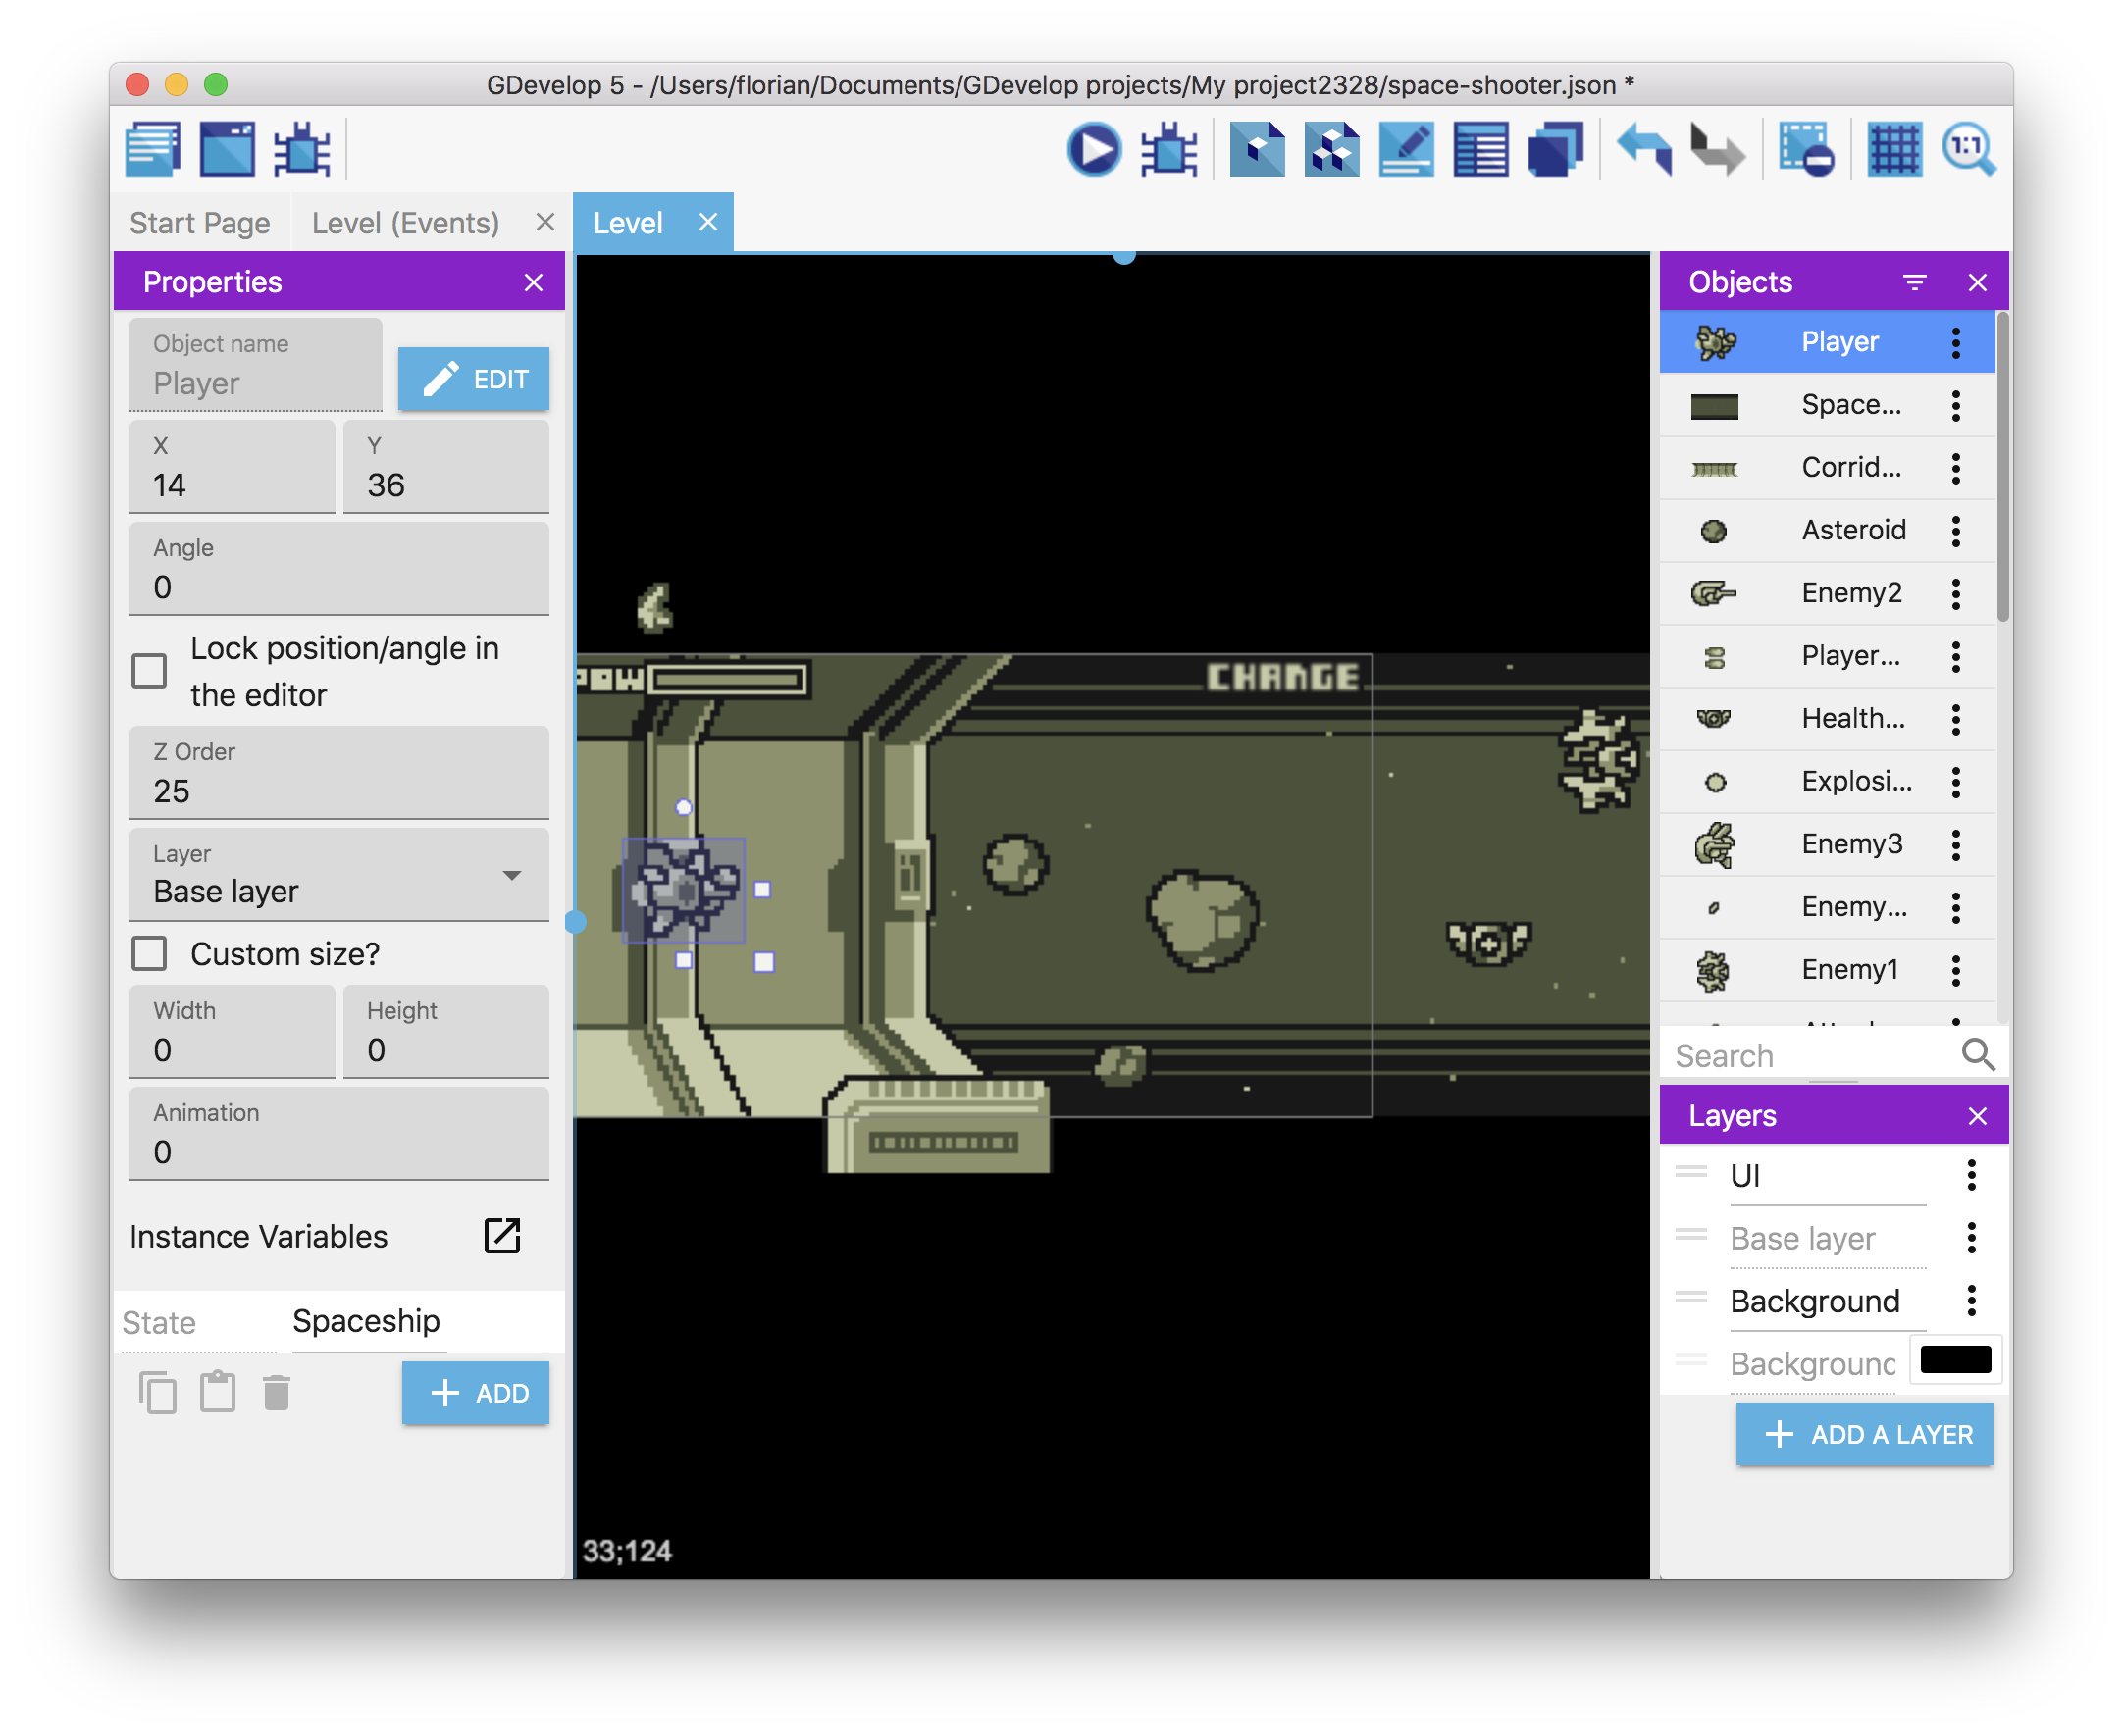 GDevelop 5 - /Users/florian/Documents/GDevelop projects/My project2328/space-shooter.json *
1:1
Start Page
Level (Events)
Level
Properties
Object name
Player
EDIT
X
14
Y
36
Angle
0
Lock position/angle in
the editor
Z Order
25
Layer
Base layer
Custom size?
Width
0
Height
0
Animation
0
Instance Variables
State
Spaceship
ADD
POW
CHANGE
33;124
Objects
Player
Space...
Corrid...
Asteroid
Enemy2
Player...
Health...
Explosi...
Enemy3
Enemy...
Enemy1
Search
Layers
UI
Base layer
Background
Background
ADD A LAYER